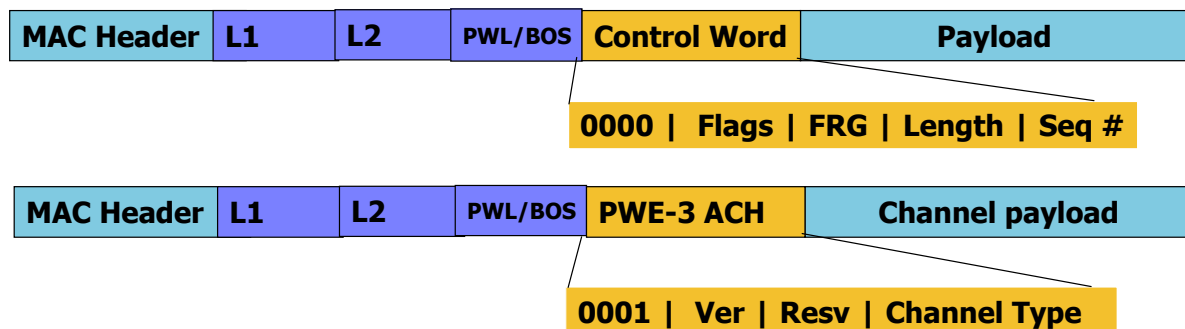 MAC Header L1 L2 PWL/BOS Control Word Payload
0000 | Flags | FRG | Length | Seq #
MAC Header L1 L2 PWL/BOS PWE-3 ACH Channel payload
0001 | Ver | Resv | Channel Type